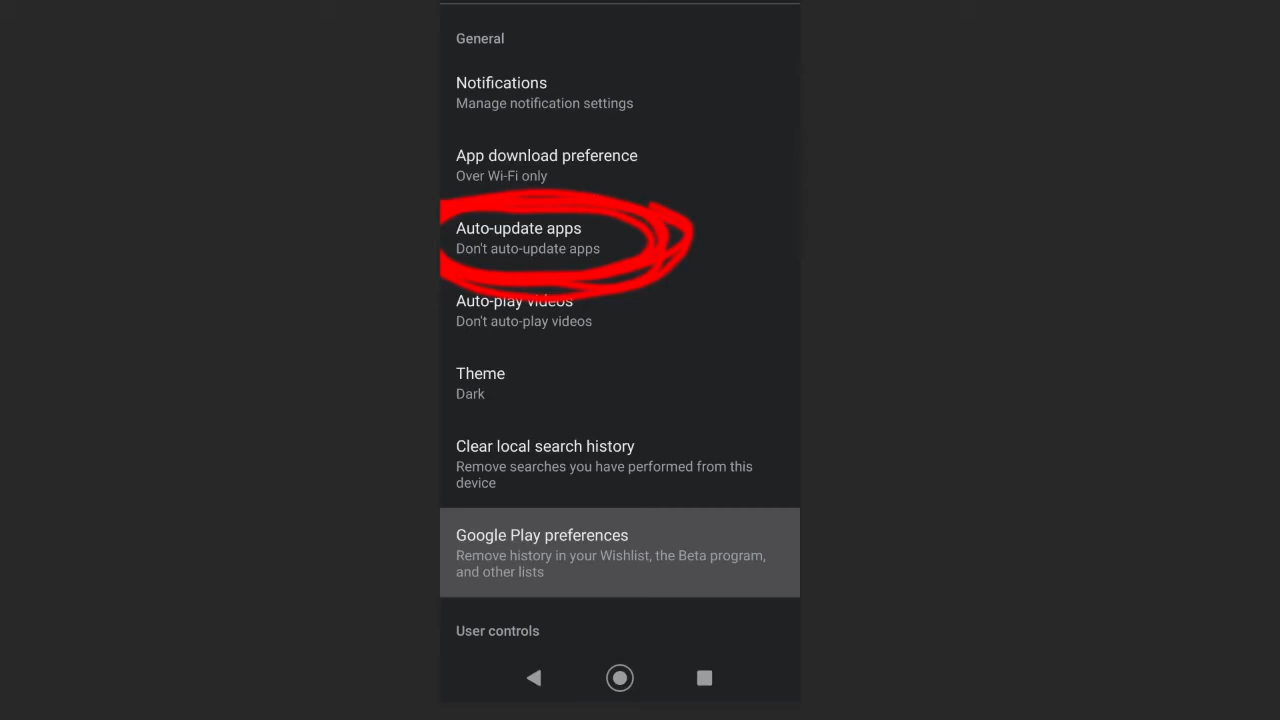 General
Notifications
Manage notification settings
App download preference
Over Wi-Fi only
Auto-update apps
Don't auto-update apps
Auto-play videos
Don't auto-play videos
Theme
Dark
Clear local search history
Remove searches you have performed from this
device
Google Play preferences
Remove history in your Wishlist, the Beta program,
and other lists
User controls